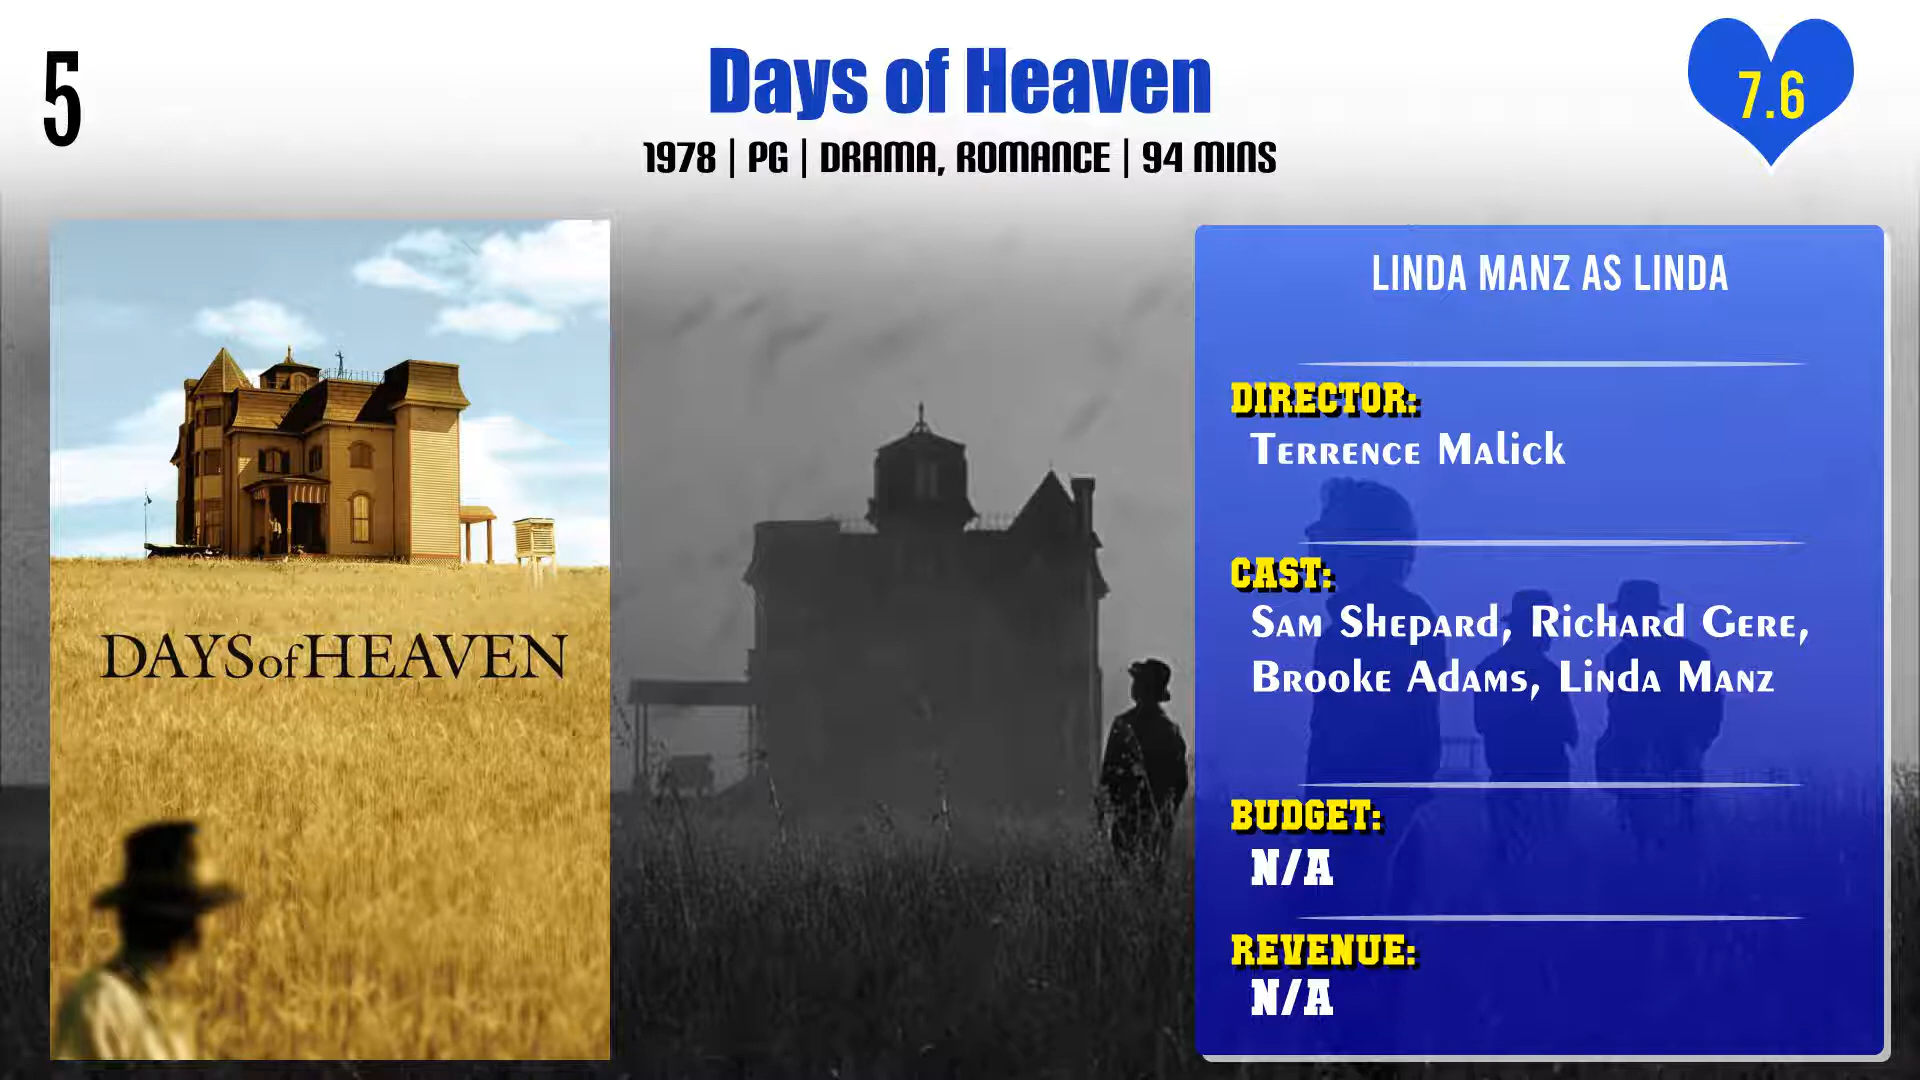 5
Days of Heaven
1978 | PG | DRAMA, ROMANCE | 94 MINS
7.6
DAYS of HEAVEN
LINDA MANZ AS LINDA
DIRECTOR:
Terrence Malick
CAST:
Sam Shepard, Richard Gere,
Brooke Adams, Linda Manz
BUDGET:
N/A
REVENUE:
N/A